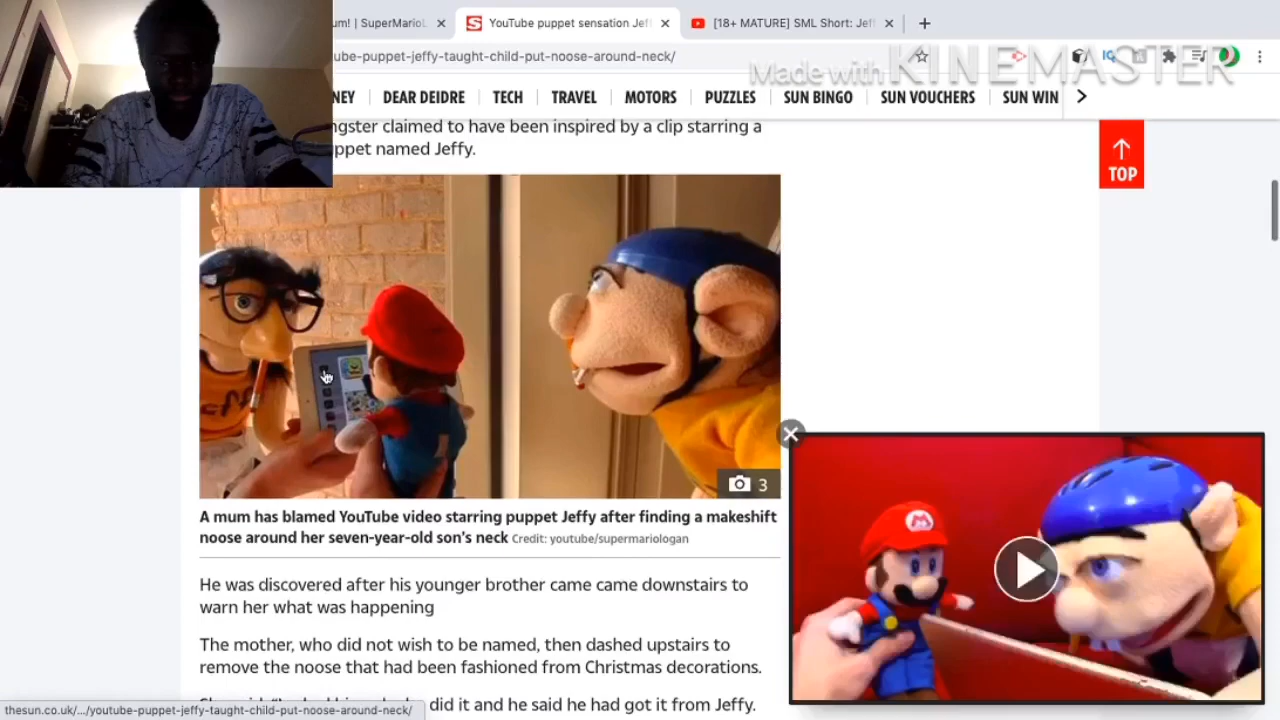 um! | SuperMarioL
YouTube puppet sensation Jef
[18+ MATURE] SML Short: Jeff
ube-puppet-jeffy-taught-child-put-noose-around-neck/
Made with KINEMASTER
NEY DEAR DEIDRE TECH TRAVEL MOTORS PUZZLES SUN BINGO SUN VOUCHERS SUN WIN
ngster claimed to have been inspired by a clip starring a
ppet named Jeffy.
TOP
3
A mum has blamed YouTube video starring puppet Jeffy after finding a makeshift
noose around her seven-year-old son's neck Credit: youtube/supermariologan
He was discovered after his younger brother came came downstairs to
warn her what was happening
The mother, who did not wish to be named, then dashed upstairs to
remove the noose that had been fashioned from Christmas decorations.
did it and he said he had got it from Jeffy.
thesun.co.uk/.../youtube-puppet-jeffy-taught-child-put-noose-around-neck/